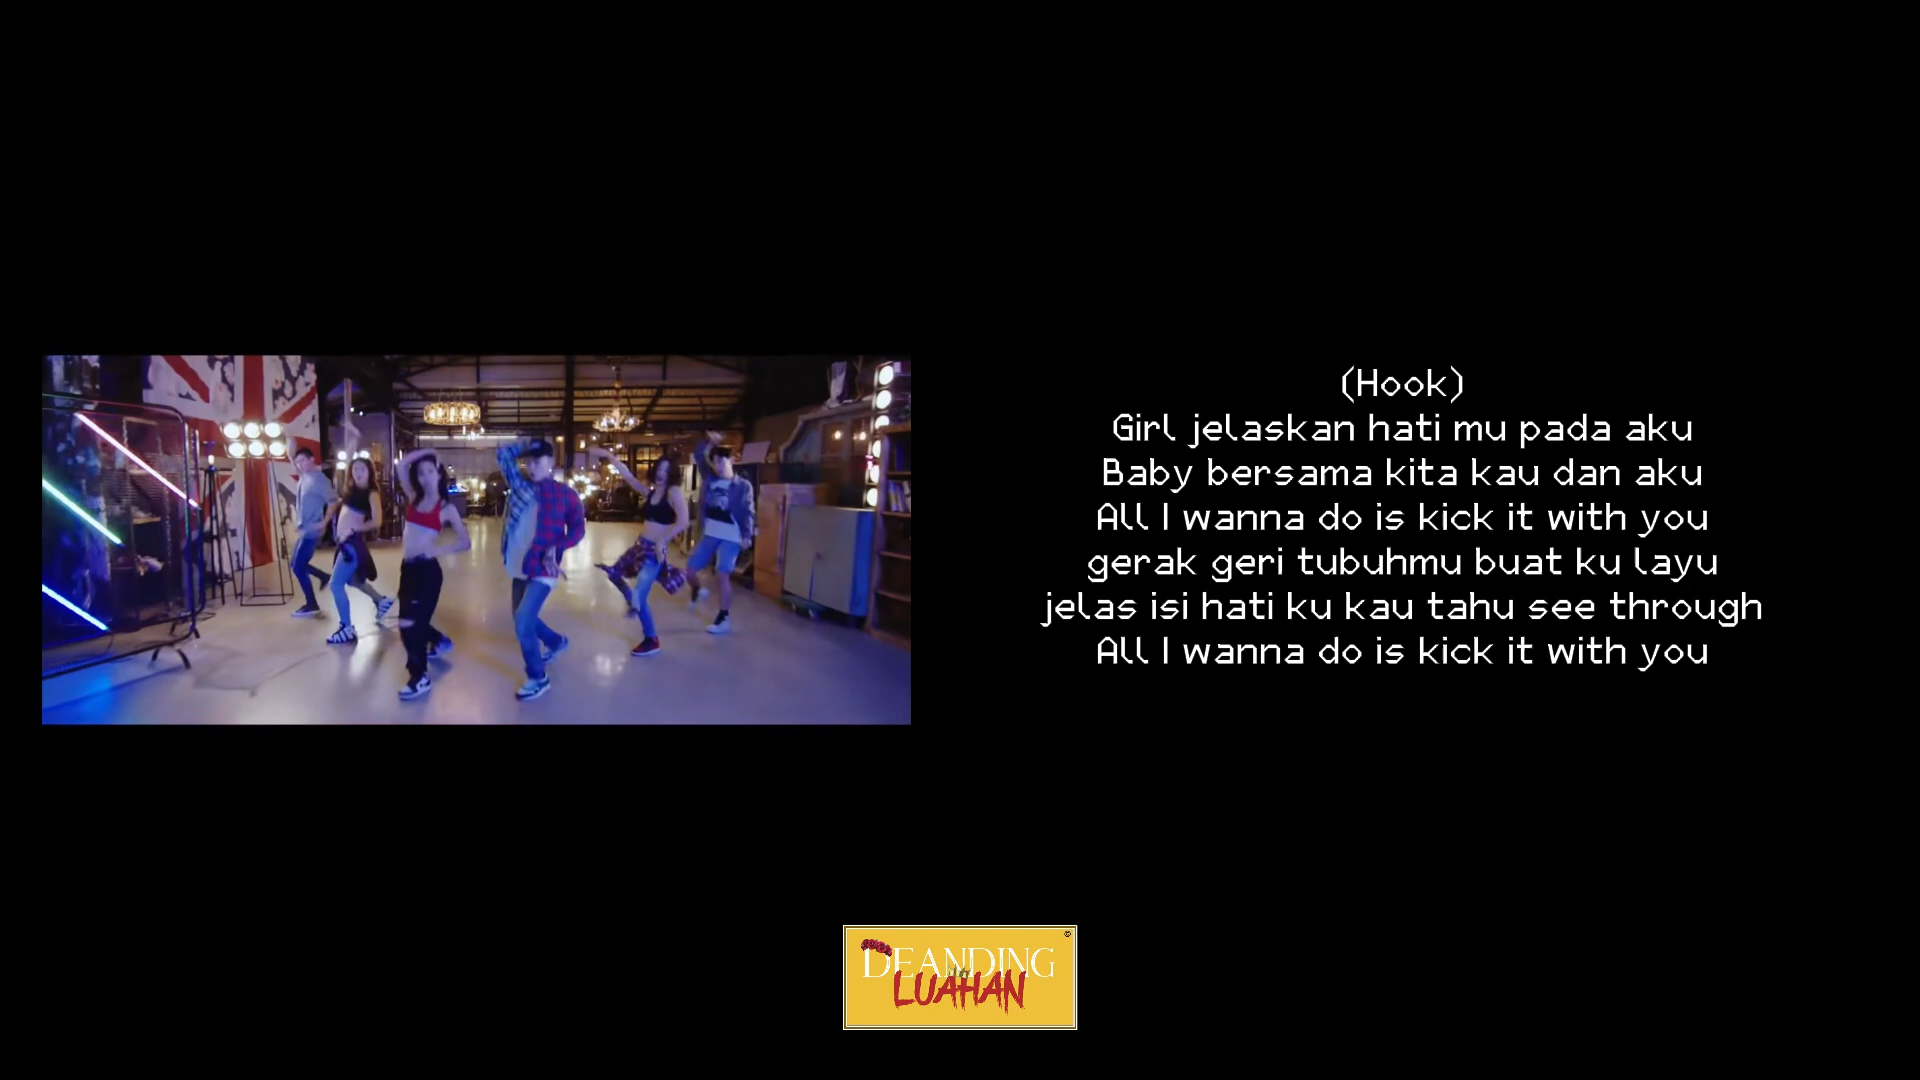 (Hook)
Girl jelaskan hati mu pada aku
Baby bersama kita kau dan aku
All I wanna do is kick it with you
gerak geri tubuhmu buat ku layu
jelas isi hati ku kau tahu see through
All I wanna do is kick it with you
DEANDING
LUAHAN